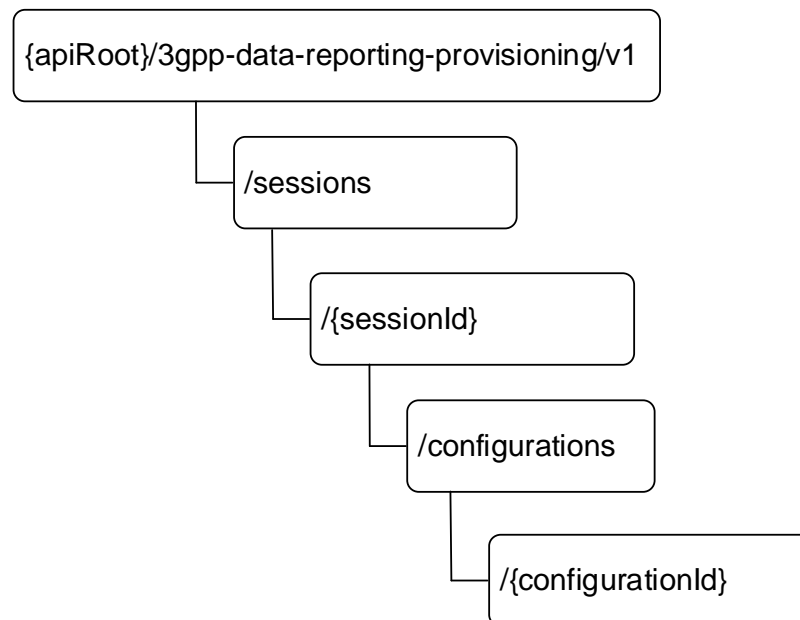 {apiRoot}/3gpp-data-reporting-provisioning/v1
/sessions
/{sessionId}
/configurations
/{configurationId}